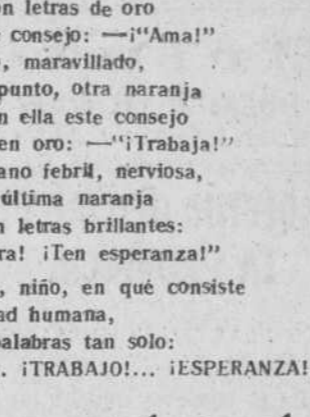 n letras de oro
consejo: —¡"Ama!"
, maravillado,
punto, otra naranja
n ella este consejo
en oro: —"¡Trabaja!"
ano febril, nerviosa,
última naranja
n letras brillantes:
ra! ¡Ten esperanza!"
, niño, en qué consiste
ad humana,
palabras tan solo:
. ¡TRABAJO!... ¡ESPERANZA!